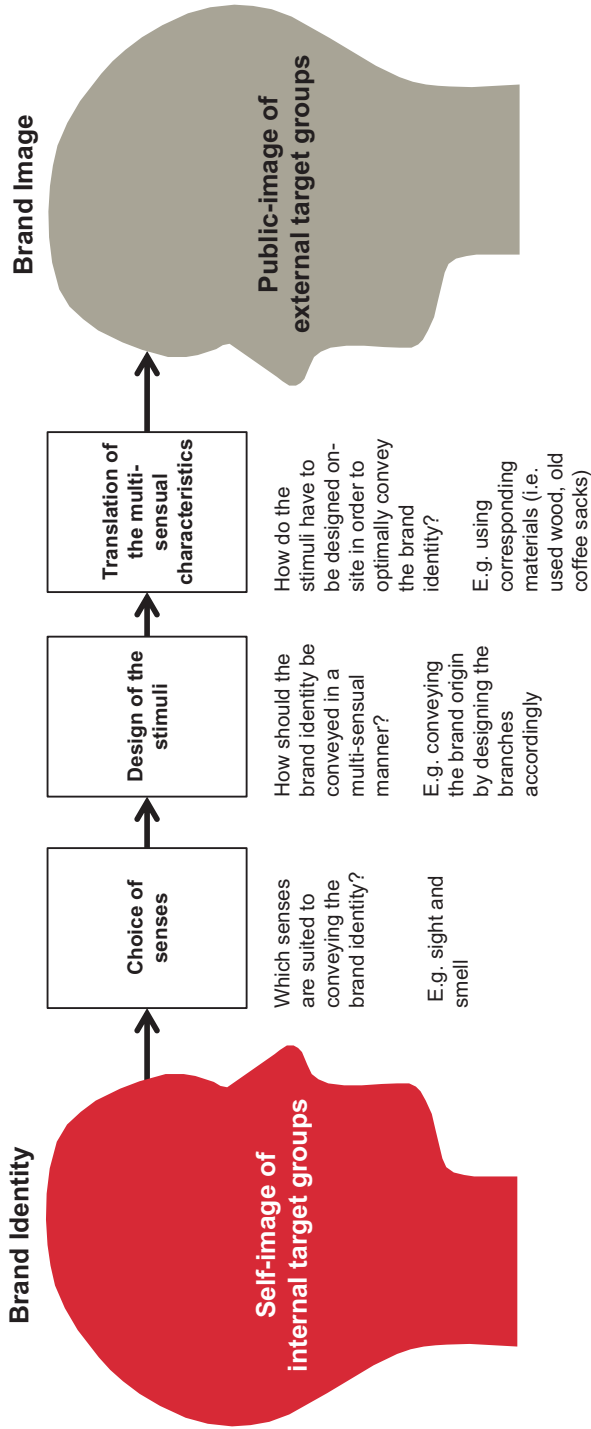 Brand Identity
Self-image of
internal target groups
Choice of
senses
Which senses
are suited to
conveying the
brand identity?
E.g. sight and
smell
Design of the
stimuli
How should the
brand identity be
conveyed in a
multi-sensual
manner?
E.g. conveying
the brand origin
by designing the
branches
accordingly
Translation of
the multi-
sensual
characteristics
How do the
stimuli have to
be designed on-
site in order to
optimally convey
the brand
identity?
E.g. using
corresponding
materials (i.e.
used wood, old
coffee sacks)
Brand Image
Public-image of
external target groups